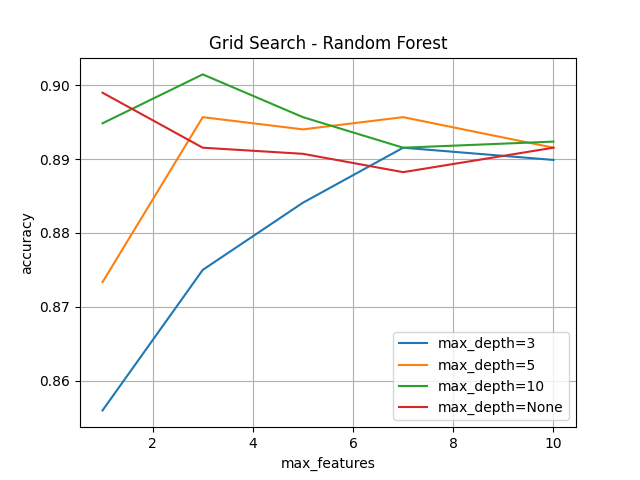 Grid Search - Random Forest
accuracy
0.90
0.89
0.88
0.87
0.86
2 4 6 8 10
max_features
max_depth=3
max_depth=5
max_depth=10
max_depth=None